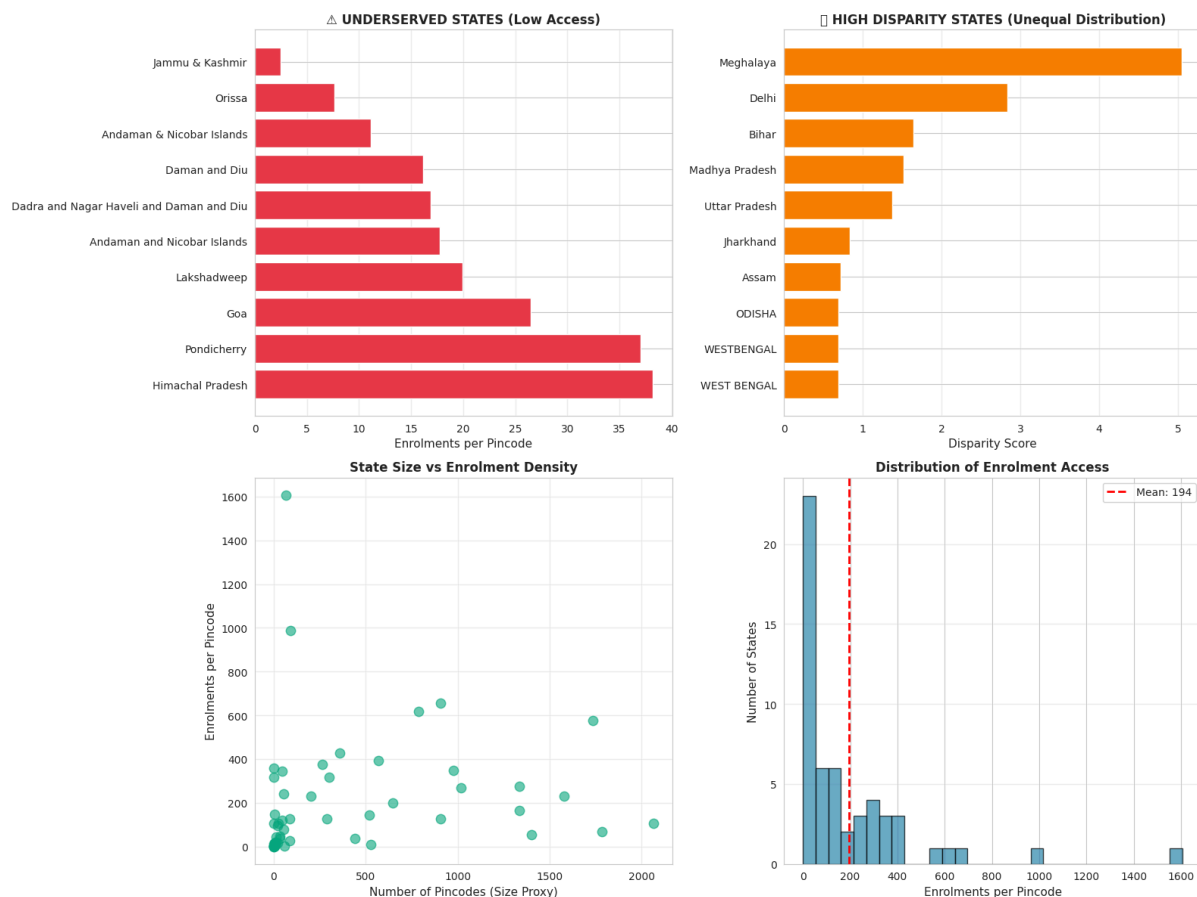 ⚠ UNDERSERVED STATES (Low Access)
Jammu & Kashmir
Orissa
Andaman & Nicobar Islands
Daman and Diu
Dadra and Nagar Haveli and Daman and Diu
Andaman and Nicobar Islands
Lakshadweep
Goa
Pondicherry
Himachal Pradesh
0 5 10 15 20 25 30 35 40
Enrolments per Pincode
HIGH DISPARITY STATES (Unequal Distribution)
Meghalaya
Delhi
Bihar
Madhya Pradesh
Uttar Pradesh
Jharkhand
Assam
ODISHA
WESTBENGAL
WEST BENGAL
0 1 2 3 4 5
Disparity Score
State Size vs Enrolment Density
Enrolments per Pincode
1600
1400
1200
1000
800
600
400
200
0
0 500 1000 1500 2000
Number of Pincodes (Size Proxy)
Distribution of Enrolment Access
Mean: 194
Number of States
20
15
10
5
0
0 200 400 600 800 1000 1200 1400 1600
Enrolments per Pincode